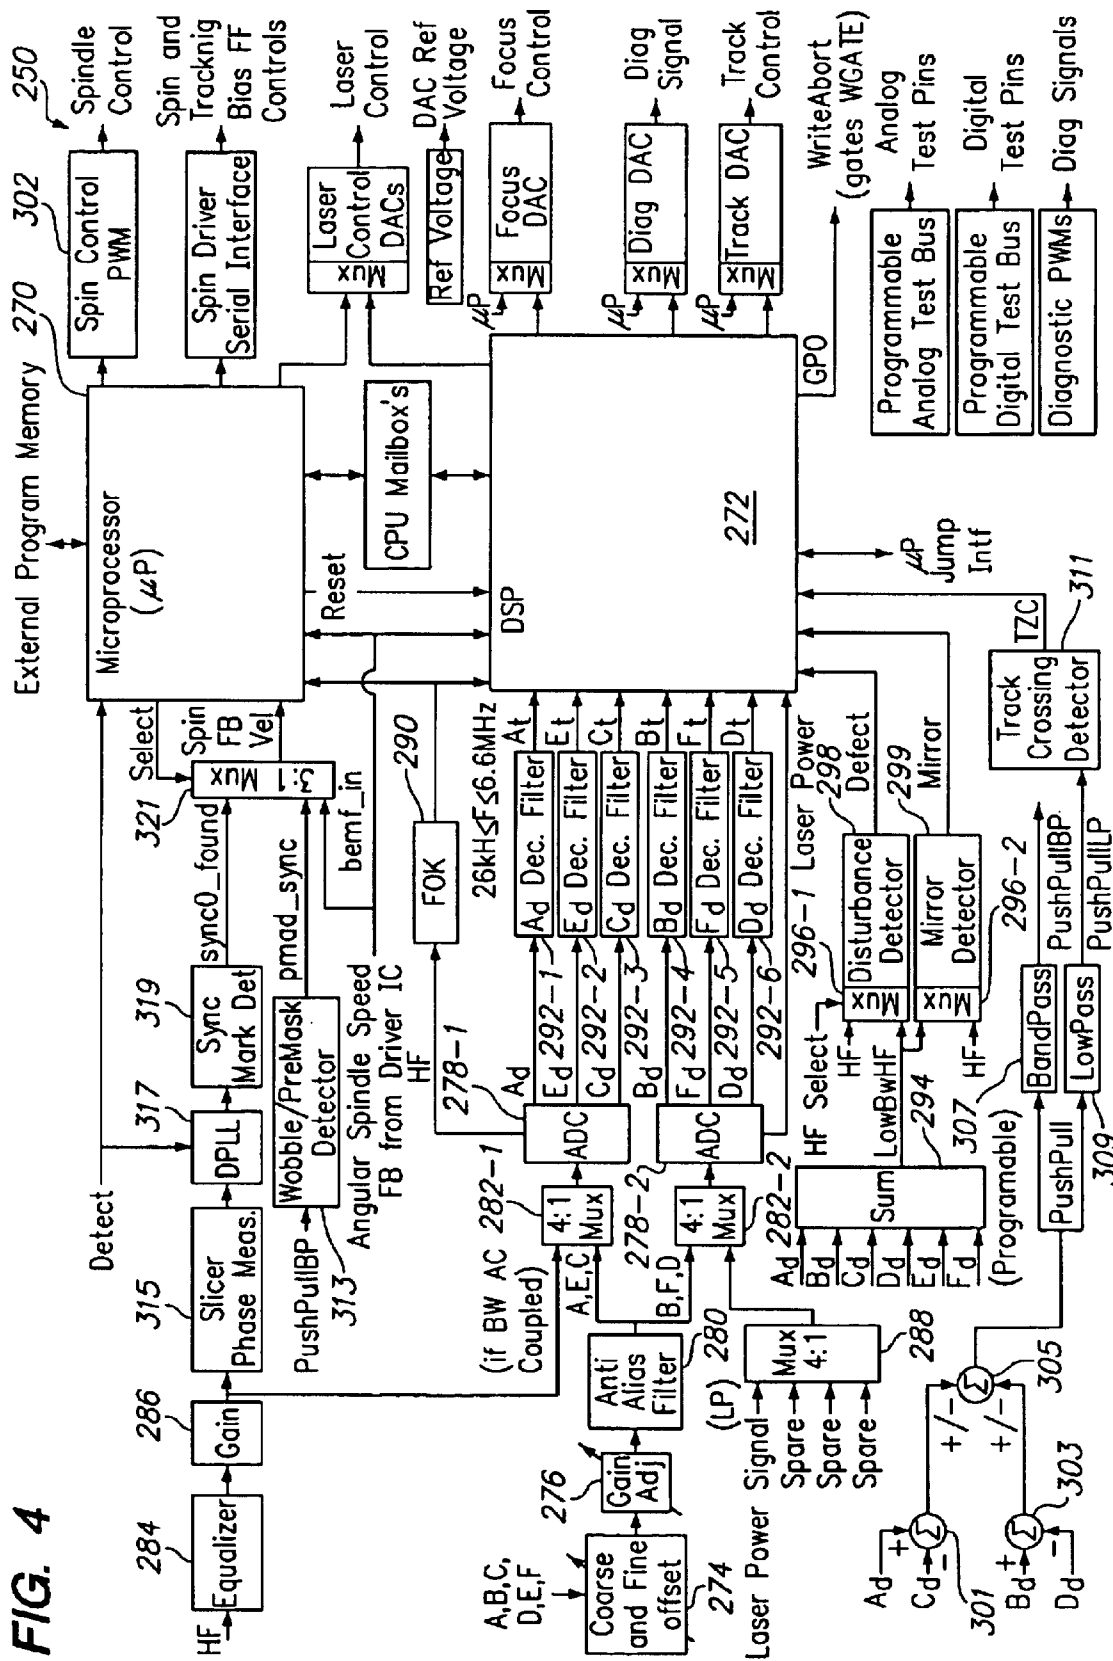 FIG. 4
HF
Equalizer
284
Gain
286
Slicer
Phase Meas.
315
DPLL
317
Sync
Mark Det
319
sync0_found
321
3:1 Mux
Select
Spin
FB
Vel
Detect
PushPullBP
Wobble/PreMask
Detector
313
pmad_sync
bemf_in
Angular Spindle Speed
FB from Driver IC
External Program Memory
Microprocessor
(µP)
270
302
250
Spin Control
PWM
Spindle
Control
Spin Driver
Serial Interface
Spin and
Tracknig
Bias FF
Controls
Mux
Laser
Control
DACs
Laser
Control
Ref Voltage
DAC Ref
Voltage
CPU Mailbox's
Reset
HF
278-1
FOK
290
(if BW AC
Coupled)
282-1
4:1
Mux
ADC
A,E,C
B,F,D
278-2
4:1
Mux
282-2
ADC
A,B,C,
D,E,F
Coarse
and Fine
offset
274
Gain
Adj
276
Anti
Alias
Filter
280
Laser Power Signal
(LP)
Spare
Spare
Spare
Mux
4:1
288
Ad
Ed
Cd
Bd
Fd
Dd
292-1
292-2
292-3
292-4
292-5
292-6
Ad Dec. Filter
Ed Dec. Filter
Cd Dec. Filter
Bd Dec. Filter
Fd Dec. Filter
Dd Dec. Filter
26kH≤F≤6.6MHz
At
Et
Ct
Bt
Ft
Dt
DSP
272
µP
Mux
Focus
DAC
Focus
Control
µP
Mux
Diag DAC
Diag
Signal
µP
Mux
Track DAC
Track
Control
GPO
WriteAbort
(gates WGATE)
µP
Jump
Intf
Laser Power
HF Select
HF
296-1
Mux
Disturbance
Detector
298
Defect
Mux
Mirror
Detector
299
Mirror
HF
296-2
Ad
Bd
Cd
Dd
Ed
Fd
Sum
LowBwHF
294
(Programable)
Ad
+
Cd
-
Σ
301
Bd
+
Dd
-
Σ
303
+/-
+/-
Σ
305
PushPull
307
BandPass
LowPass
309
PushPullBP
PushPullLP
Track
Crossing
Detector
311
TZC
Programmable
Analog Test Bus
Analog
Test Pins
Programmable
Digital Test Bus
Digital
Test Pins
Diagnostic PWMs
Diag Signals